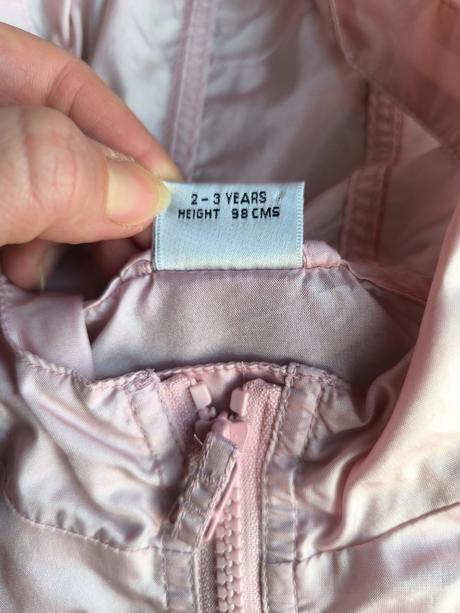 2 - 3 YEARS
HEIGHT 98 CMS